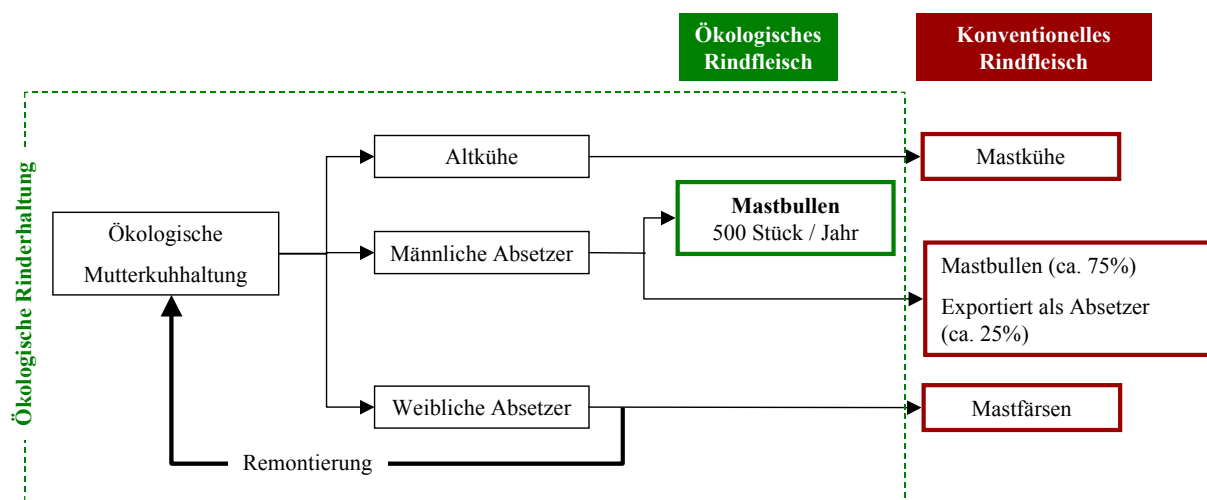 Ökologisches
Rindfleisch
Konventionelles
Rindfleisch
Ökologische Rinderhaltung
Altkühe
Mastkühe
Mastbullen
500 Stück / Jahr
Ökologische
Mutterkuhhaltung
Männliche Absetzer
Mastbullen (ca. 75%)
Exportiert als Absetzer
(ca. 25%)
Weibliche Absetzer
Mastfärsen
Remontierung